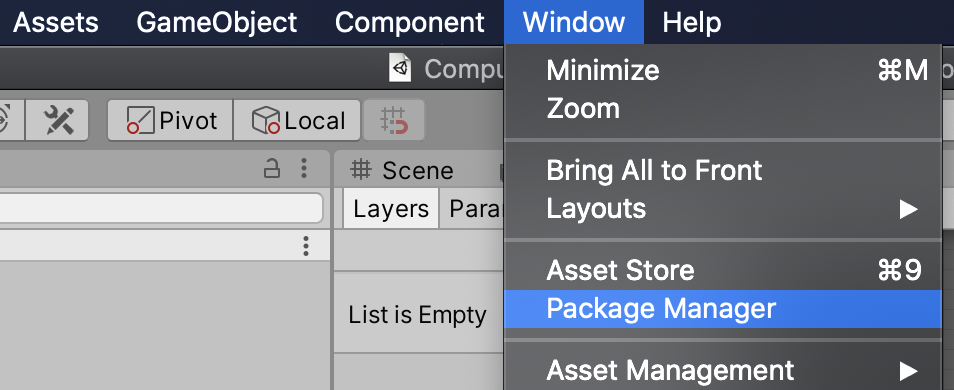 Assets GameObject Component Window Help
Compu
Minimize ⌘M
Zoom
Pivot Local
Bring All to Front
Scene
Layouts ▶
Layers Parar
Asset Store ⌘9
Package Manager
List is Empty
Asset Management ▶